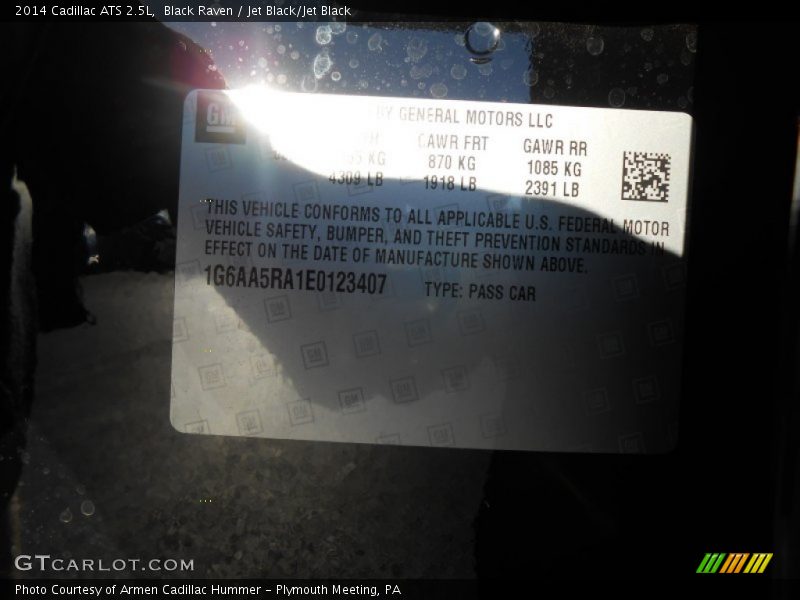 2014 Cadillac ATS 2.5L, Black Raven / Jet Black/Jet Black
GM
BY GENERAL MOTORS LLC
GAWR FRT GAWR RR
KG 870 KG 1085 KG
4309 LB 1918 LB 2391 LB
THIS VEHICLE CONFORMS TO ALL APPLICABLE U.S. FEDERAL MOTOR
VEHICLE SAFETY, BUMPER, AND THEFT PREVENTION STANDARDS IN
EFFECT ON THE DATE OF MANUFACTURE SHOWN ABOVE.
1G6AA5RA1E0123407 TYPE: PASS CAR
GTCARLOT.COM
Photo Courtesy of Armen Cadillac Hummer - Plymouth Meeting, PA